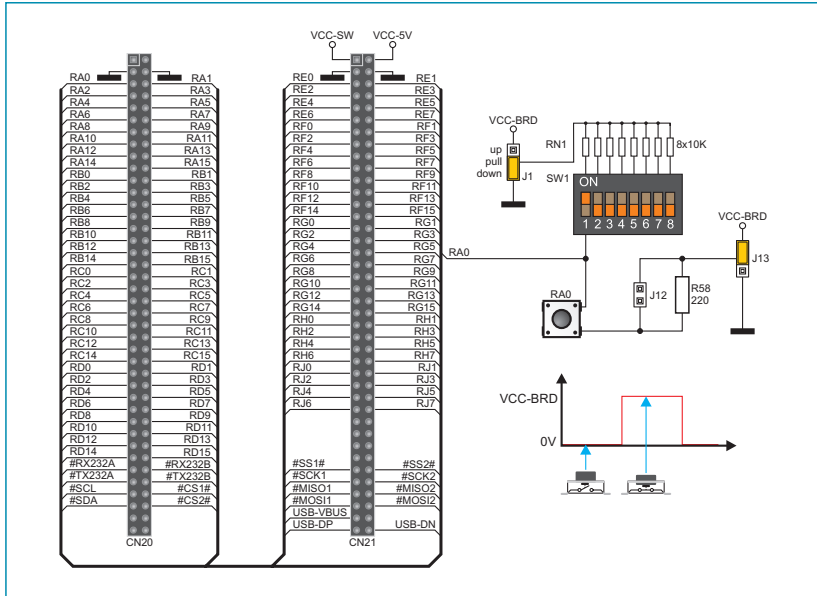 VCC-SW VCC-5V
RA0 RA1
RA2 RA3
RA4 RA5
RA6 RA7
RA8 RA9
RA10 RA11
RA12 RA13
RA14 RA15
RB0 RB1
RB2 RB3
RB4 RB5
RB6 RB7
RB8 RB9
RB10 RB11
RB12 RB13
RB14 RB15
RC0 RC1
RC2 RC3
RC4 RC5
RC6 RC7
RC8 RC9
RC10 RC11
RC12 RC13
RC14 RC15
RD0 RD1
RD2 RD3
RD4 RD5
RD6 RD7
RD8 RD9
RD10 RD11
RD12 RD13
RD14 RD15
#RX232A #RX232B
#TX232A #TX232B
#SCL #CS1#
#SDA #CS2#
CN20
RE0 RE1
RE2 RE3
RE4 RE5
RE6 RE7
RF0 RF1
RF2 RF3
RF4 RF5
RF6 RF7
RF8 RF9
RF10 RF11
RF12 RF13
RF14 RF15
RG0 RG1
RG2 RG3
RG4 RG5
RG6 RG7
RG8 RG9
RG10 RG11
RG12 RG13
RG14 RG15
RH0 RH1
RH2 RH3
RH4 RH5
RH6 RH7
RJ0 RJ1
RJ2 RJ3
RJ4 RJ5
RJ6 RJ7
#SS1# #SS2#
#SCK1 #SCK2
#MISO1 #MISO2
#MOSI1 #MOSI2
USB-VBUS
USB-DP USB-DN
CN21
RA0
VCC-BRD
up
pull
down
J1
RN1
8x10K
SW1
ON
1 2 3 4 5 6 7 8
VCC-BRD
J13
RA0
J12
R58
220
VCC-BRD
0V